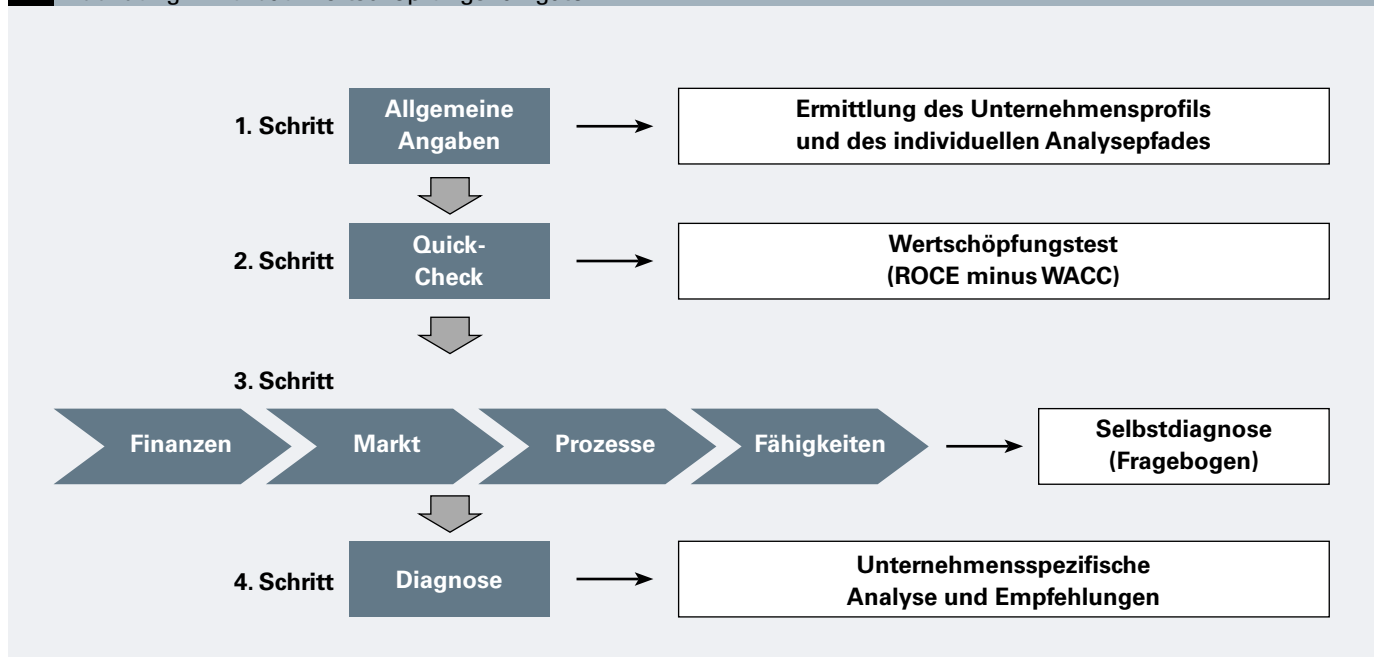 1. Schritt
Allgemeine
Angaben
Ermittlung des Unternehmensprofils
und des individuellen Analysepfades
2. Schritt
Quick-
Check
Wertschöpfungstest
(ROCE minus WACC)
3. Schritt
Finanzen
Markt
Prozesse
Fähigkeiten
Selbstdiagnose
(Fragebogen)
4. Schritt
Diagnose
Unternehmensspezifische
Analyse und Empfehlungen